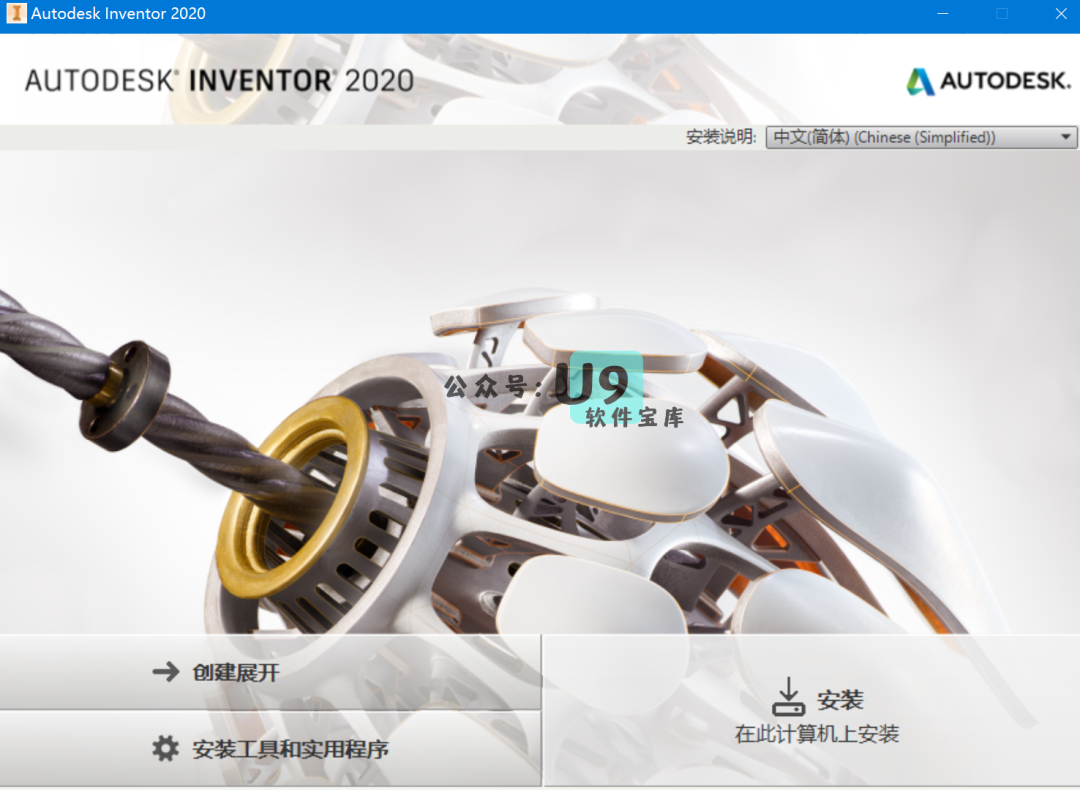 Autodesk Inventor 2020
AUTODESK® INVENTOR® 2020
AUTODESK.
安装说明: 中文(简体) (Chinese (Simplified))
公众号:U9
软件宝库
创建展开
安装工具和实用程序
安装
在此计算机上安装